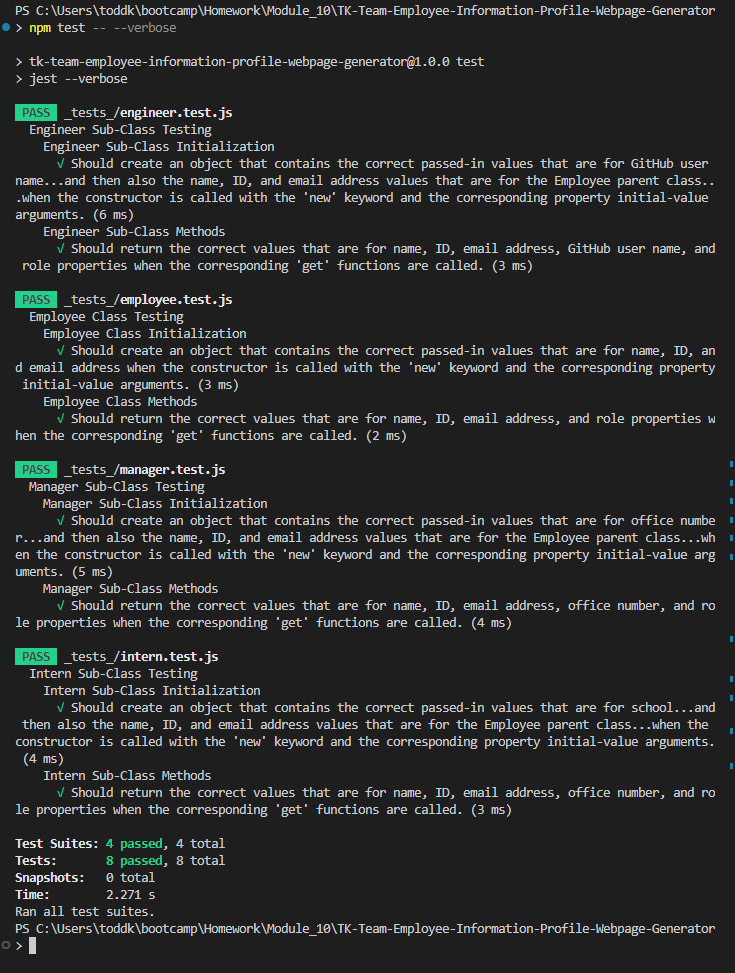 PS C:\Users\toddk\bootcamp\Homework\Module_10\TK-Team-Employee-Information-Profile-Webpage-Generator
> npm test -- --verbose
> tk-team-employee-information-profile-webpage-generator@1.0.0 test
> jest --verbose
PASS _tests_/engineer.test.js
Engineer Sub-Class Testing
Engineer Sub-Class Initialization
√ Should create an object that contains the correct passed-in values that are for GitHub user
name...and then also the name, ID, and email address values that are for the Employee parent class..
.when the constructor is called with the 'new' keyword and the corresponding property initial-value
arguments. (6 ms)
Engineer Sub-Class Methods
√ Should return the correct values that are for name, ID, email address, GitHub user name, and
role properties when the corresponding 'get' functions are called. (3 ms)
PASS _tests_/employee.test.js
Employee Class Testing
Employee Class Initialization
√ Should create an object that contains the correct passed-in values that are for name, ID, an
d email address when the constructor is called with the 'new' keyword and the corresponding property
initial-value arguments. (3 ms)
Employee Class Methods
√ Should return the correct values that are for name, ID, email address, and role properties w
hen the corresponding 'get' functions are called. (2 ms)
PASS _tests_/manager.test.js
Manager Sub-Class Testing
Manager Sub-Class Initialization
√ Should create an object that contains the correct passed-in values that are for office numbe
r...and then also the name, ID, and email address values that are for the Employee parent class...wh
en the constructor is called with the 'new' keyword and the corresponding property initial-value arg
uments. (5 ms)
Manager Sub-Class Methods
√ Should return the correct values that are for name, ID, email address, office number, and ro
le properties when the corresponding 'get' functions are called. (4 ms)
PASS _tests_/intern.test.js
Intern Sub-Class Testing
Intern Sub-Class Initialization
√ Should create an object that contains the correct passed-in values that are for school...and
then also the name, ID, and email address values that are for the Employee parent class...when the
constructor is called with the 'new' keyword and the corresponding property initial-value arguments.
(4 ms)
Intern Sub-Class Methods
√ Should return the correct values that are for name, ID, email address, office number, and ro
le properties when the corresponding 'get' functions are called. (3 ms)
Test Suites: 4 passed, 4 total
Tests: 8 passed, 8 total
Snapshots: 0 total
Time: 2.271 s
Ran all test suites.
PS C:\Users\toddk\bootcamp\Homework\Module_10\TK-Team-Employee-Information-Profile-Webpage-Generator
>